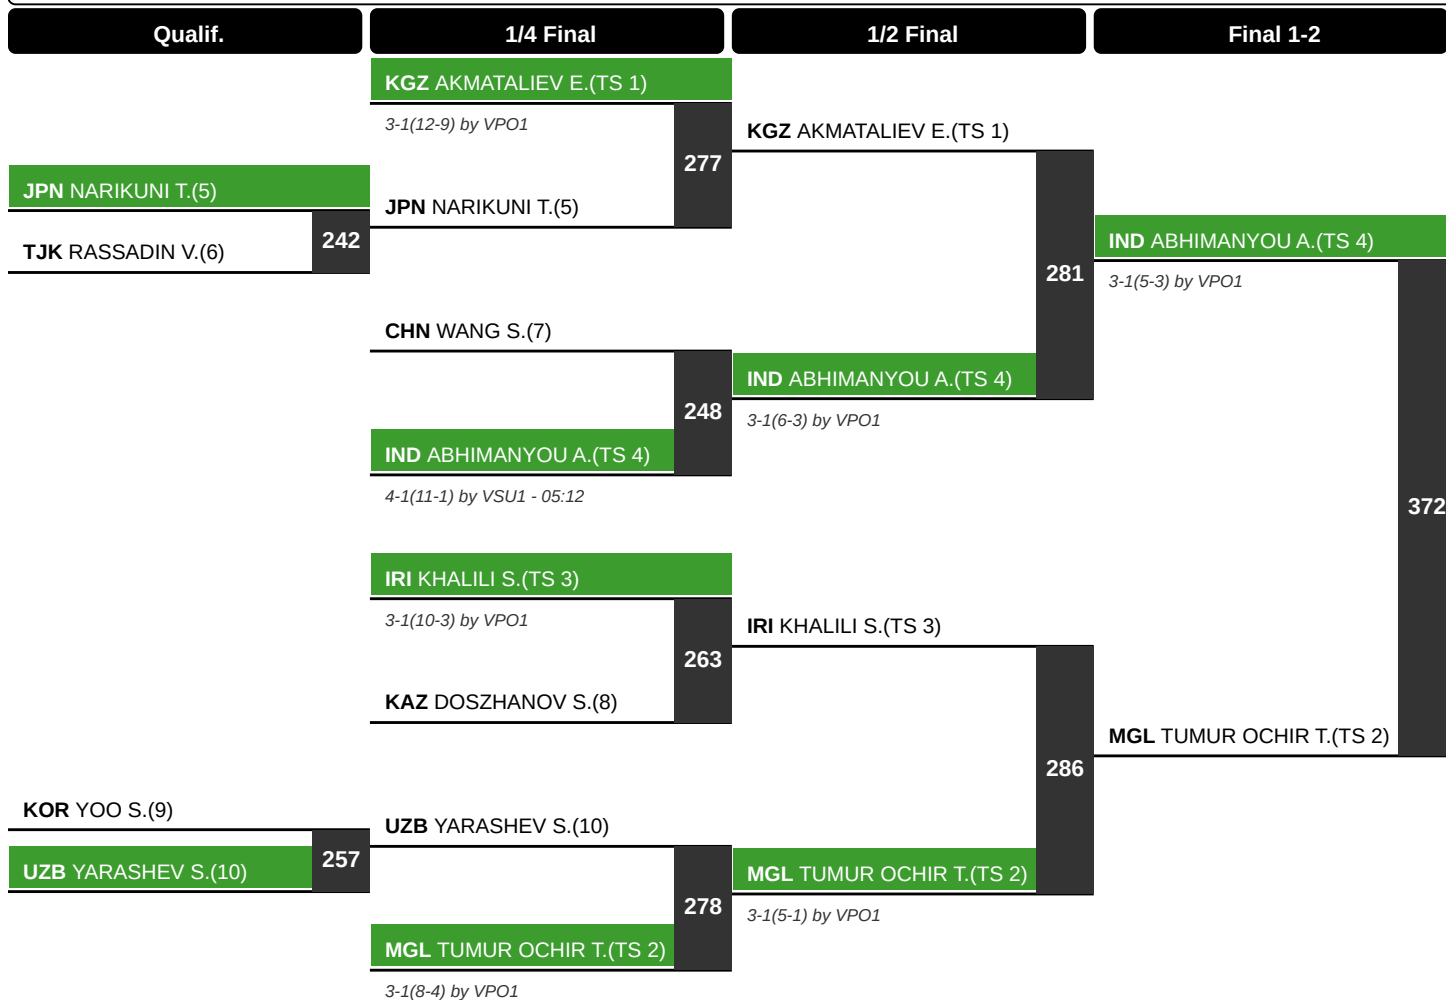 Qualif.
1/4 Final
1/2 Final
Final 1-2
KGZ AKMATALIEV E.(TS 1)
3-1(12-9) by VPO1
277
JPN NARIKUNI T.(5)
JPN NARIKUNI T.(5)
242
TJK RASSADIN V.(6)
KGZ AKMATALIEV E.(TS 1)
281
CHN WANG S.(7)
248
IND ABHIMANYOU A.(TS 4)
4-1(11-1) by VSU1 - 05:12
IND ABHIMANYOU A.(TS 4)
3-1(6-3) by VPO1
IND ABHIMANYOU A.(TS 4)
3-1(5-3) by VPO1
372
IRI KHALILI S.(TS 3)
3-1(10-3) by VPO1
263
KAZ DOSZHANOV S.(8)
IRI KHALILI S.(TS 3)
286
MGL TUMUR OCHIR T.(TS 2)
KOR YOO S.(9)
257
UZB YARASHEV S.(10)
UZB YARASHEV S.(10)
278
MGL TUMUR OCHIR T.(TS 2)
3-1(8-4) by VPO1
MGL TUMUR OCHIR T.(TS 2)
3-1(5-1) by VPO1